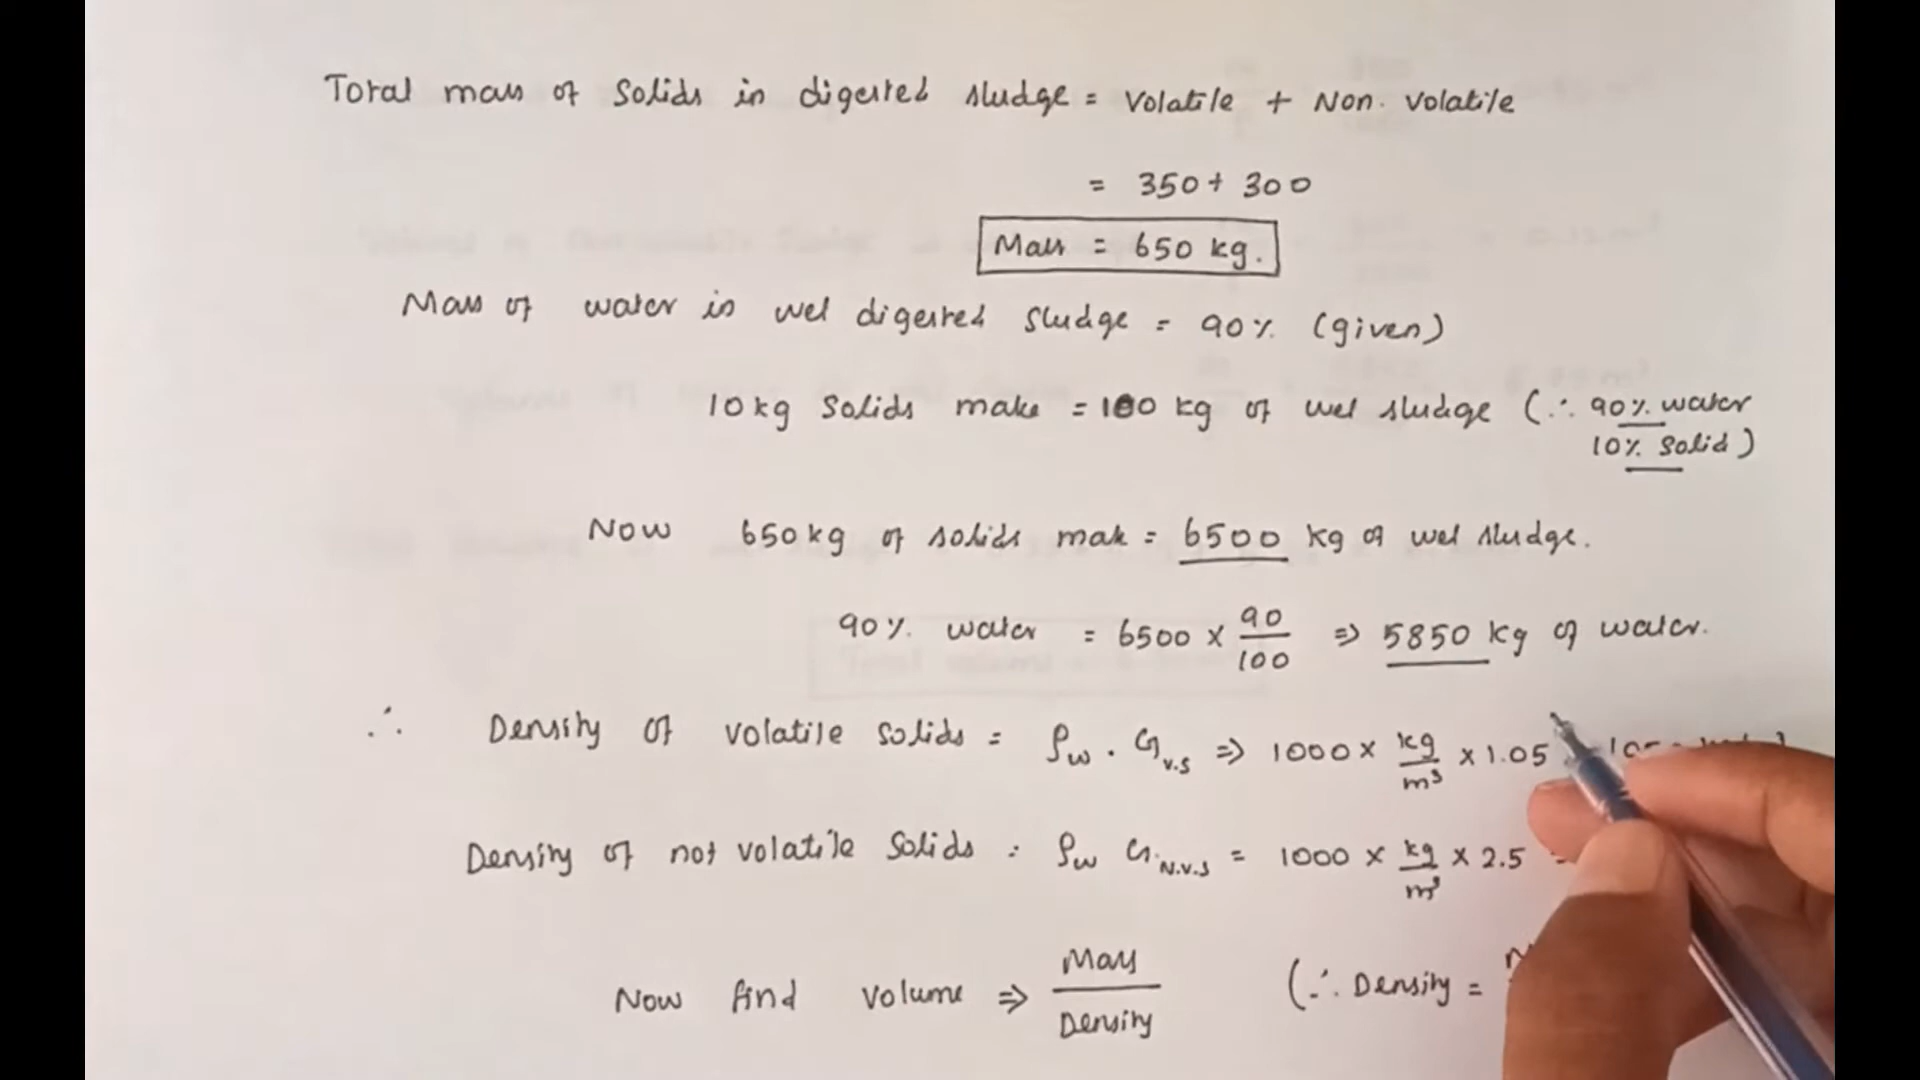 Total mass of Solids in digested sludge = Volatile + Non. Volatile
= 350 + 300
Mass = 650 kg.
Mass of water in wet digested sludge = 90% (given)
10 kg Solids make = 100 kg of wet sludge (∴ 90% water
10% solid)
Now 650 kg of solids mak = 6500 kg of wet sludge.
90% water = 6500 × 90/100 ⇒ 5850 kg of water.
∴ Density of volatile solids = ρw . Gv.s ⇒ 1000 × kg/m³ × 1.05
Density of not volatile Solids = ρw GN.V.S = 1000 × kg/m³ × 2.5 =
Now find volume ⇒ Mass/Density (∴ Density =